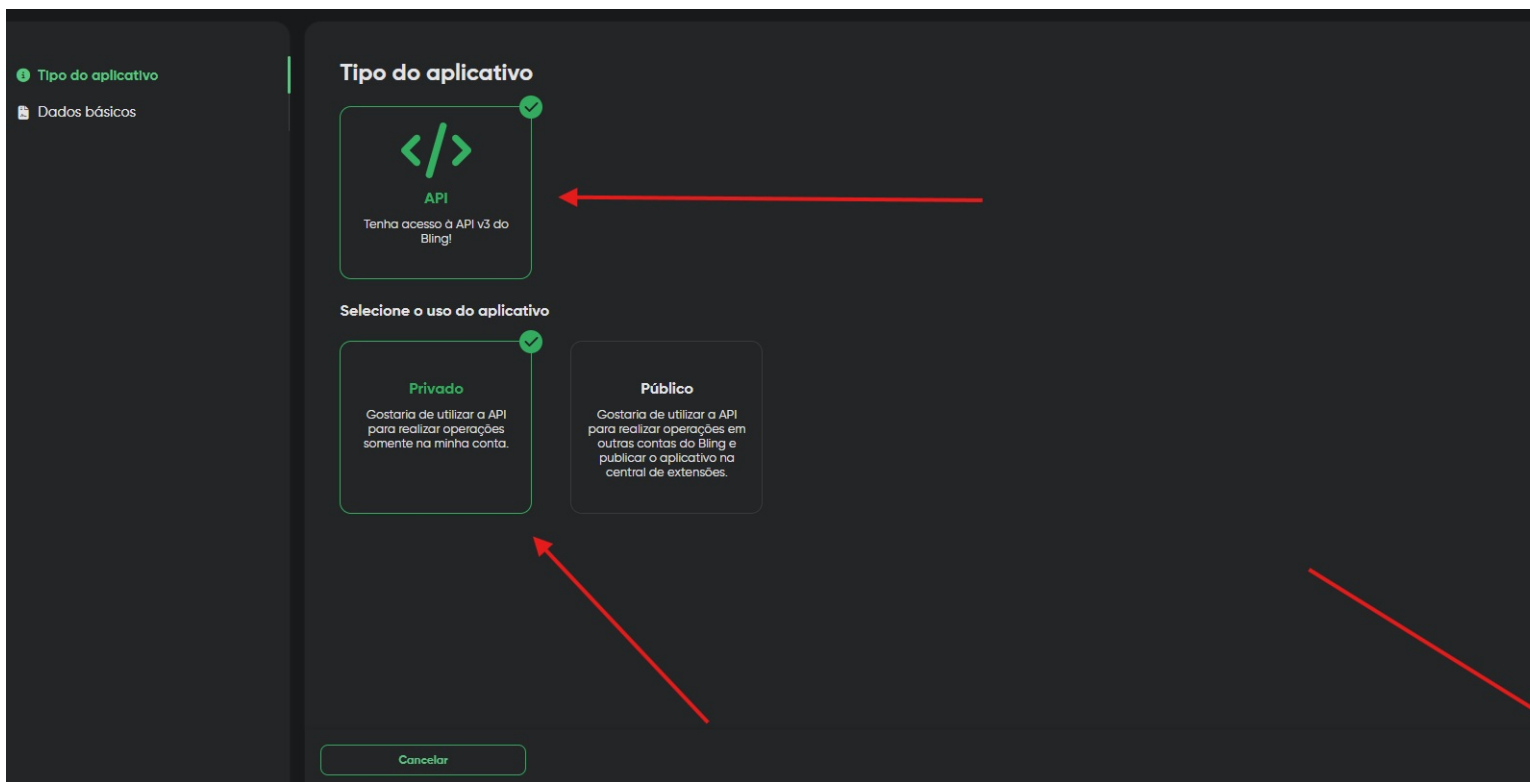 Tipo do aplicativo
Dados básicos
Tipo do aplicativo
</>
API
Tenha acesso à API v3 do
Bling!
Selecione o uso do aplicativo
Privado
Gostaria de utilizar a API
para realizar operações
somente na minha conta.
Público
Gostaria de utilizar a API
para realizar operações em
outras contas do Bling e
publicar o aplicativo na
central de extensões.
Cancelar